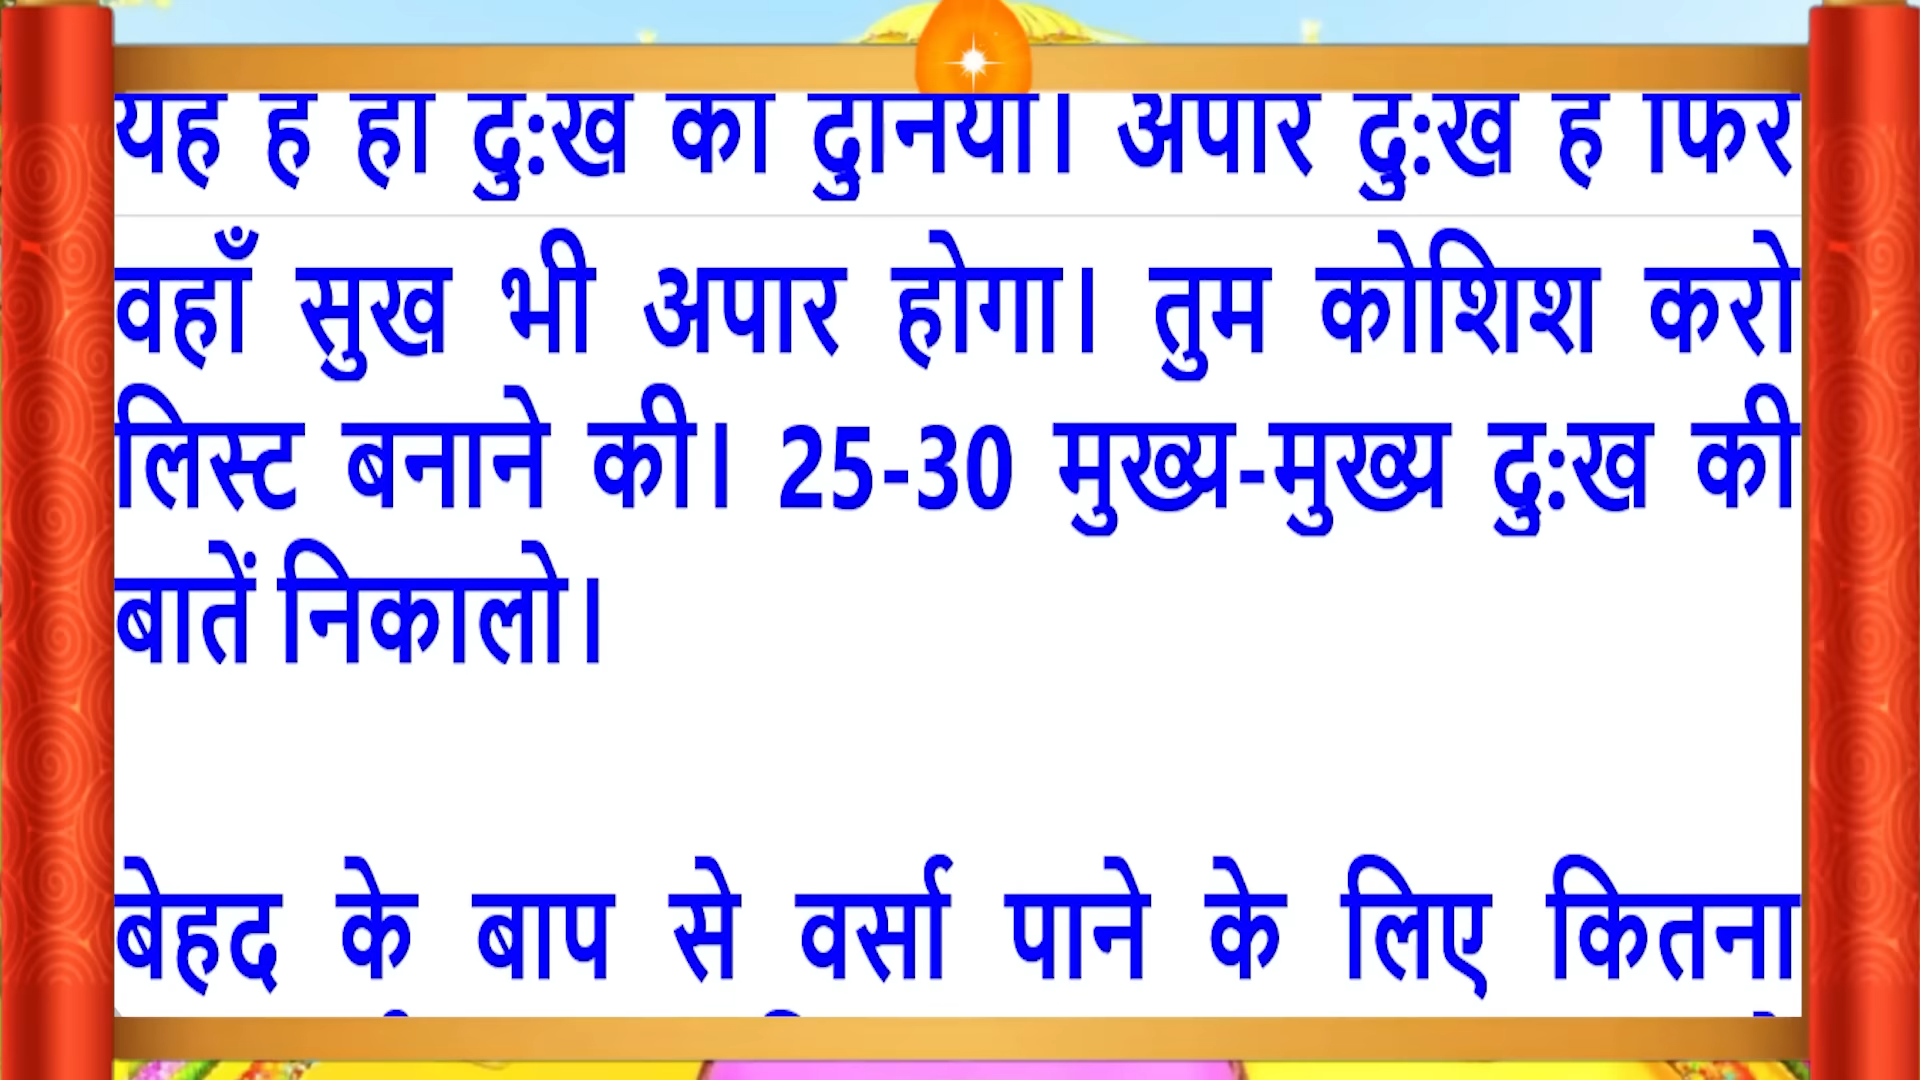 यह है ही दु:ख की दुनिया। अपार दु:ख हैं फिर
वहाँ सुख भी अपार होगा। तुम कोशिश करो
लिस्ट बनाने की। 25-30 मुख्य-मुख्य दु:ख की
बातें निकालो।
बेहद के बाप से वर्सा पाने के लिए कितना